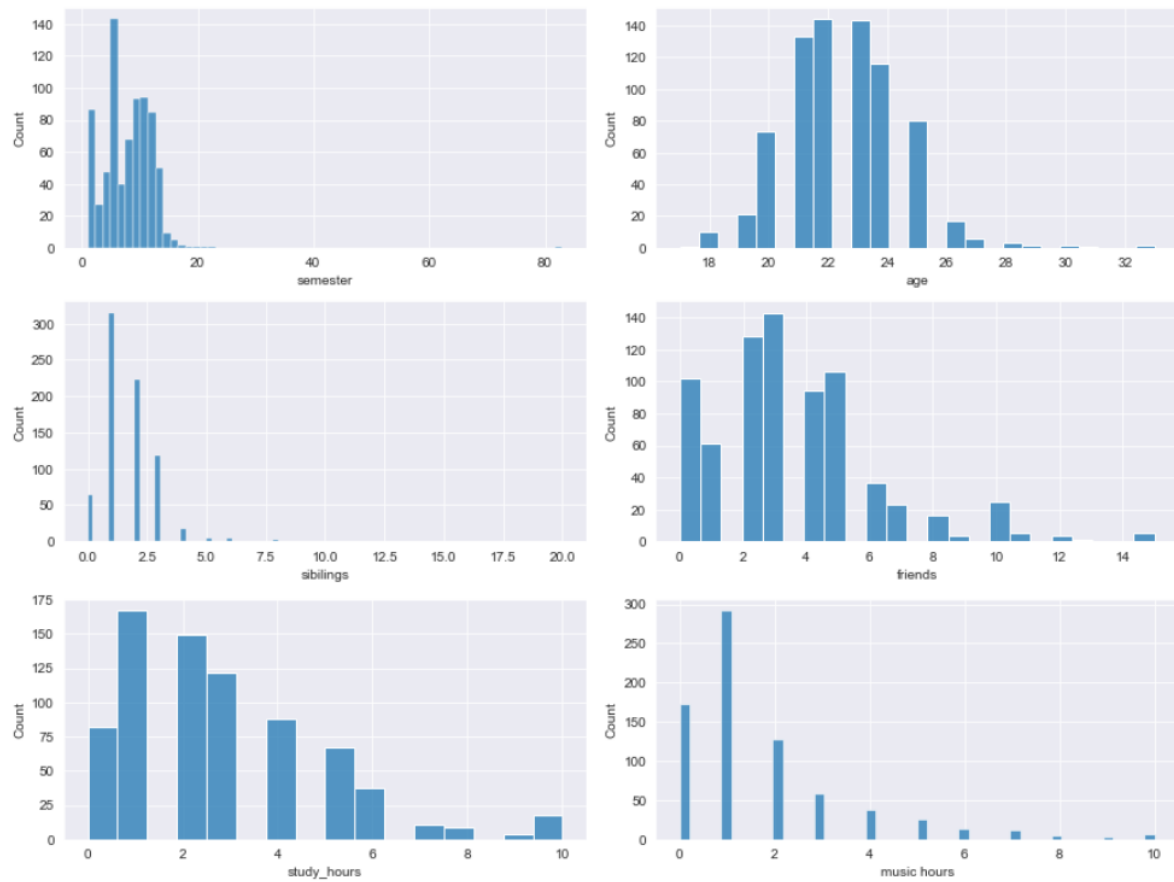 140
120
100
80
60
40
20
0
Count
0 20 40 60 80
semester
140
120
100
80
60
40
20
0
Count
18 20 22 24 26 28 30 32
age
300
250
200
150
100
50
0
Count
0.0 2.5 5.0 7.5 10.0 12.5 15.0 17.5 20.0
sibilings
140
120
100
80
60
40
20
0
Count
0 2 4 6 8 10 12 14
friends
175
150
125
100
75
50
25
0
Count
0 2 4 6 8 10
study_hours
300
250
200
150
100
50
0
Count
0 2 4 6 8 10
music hours